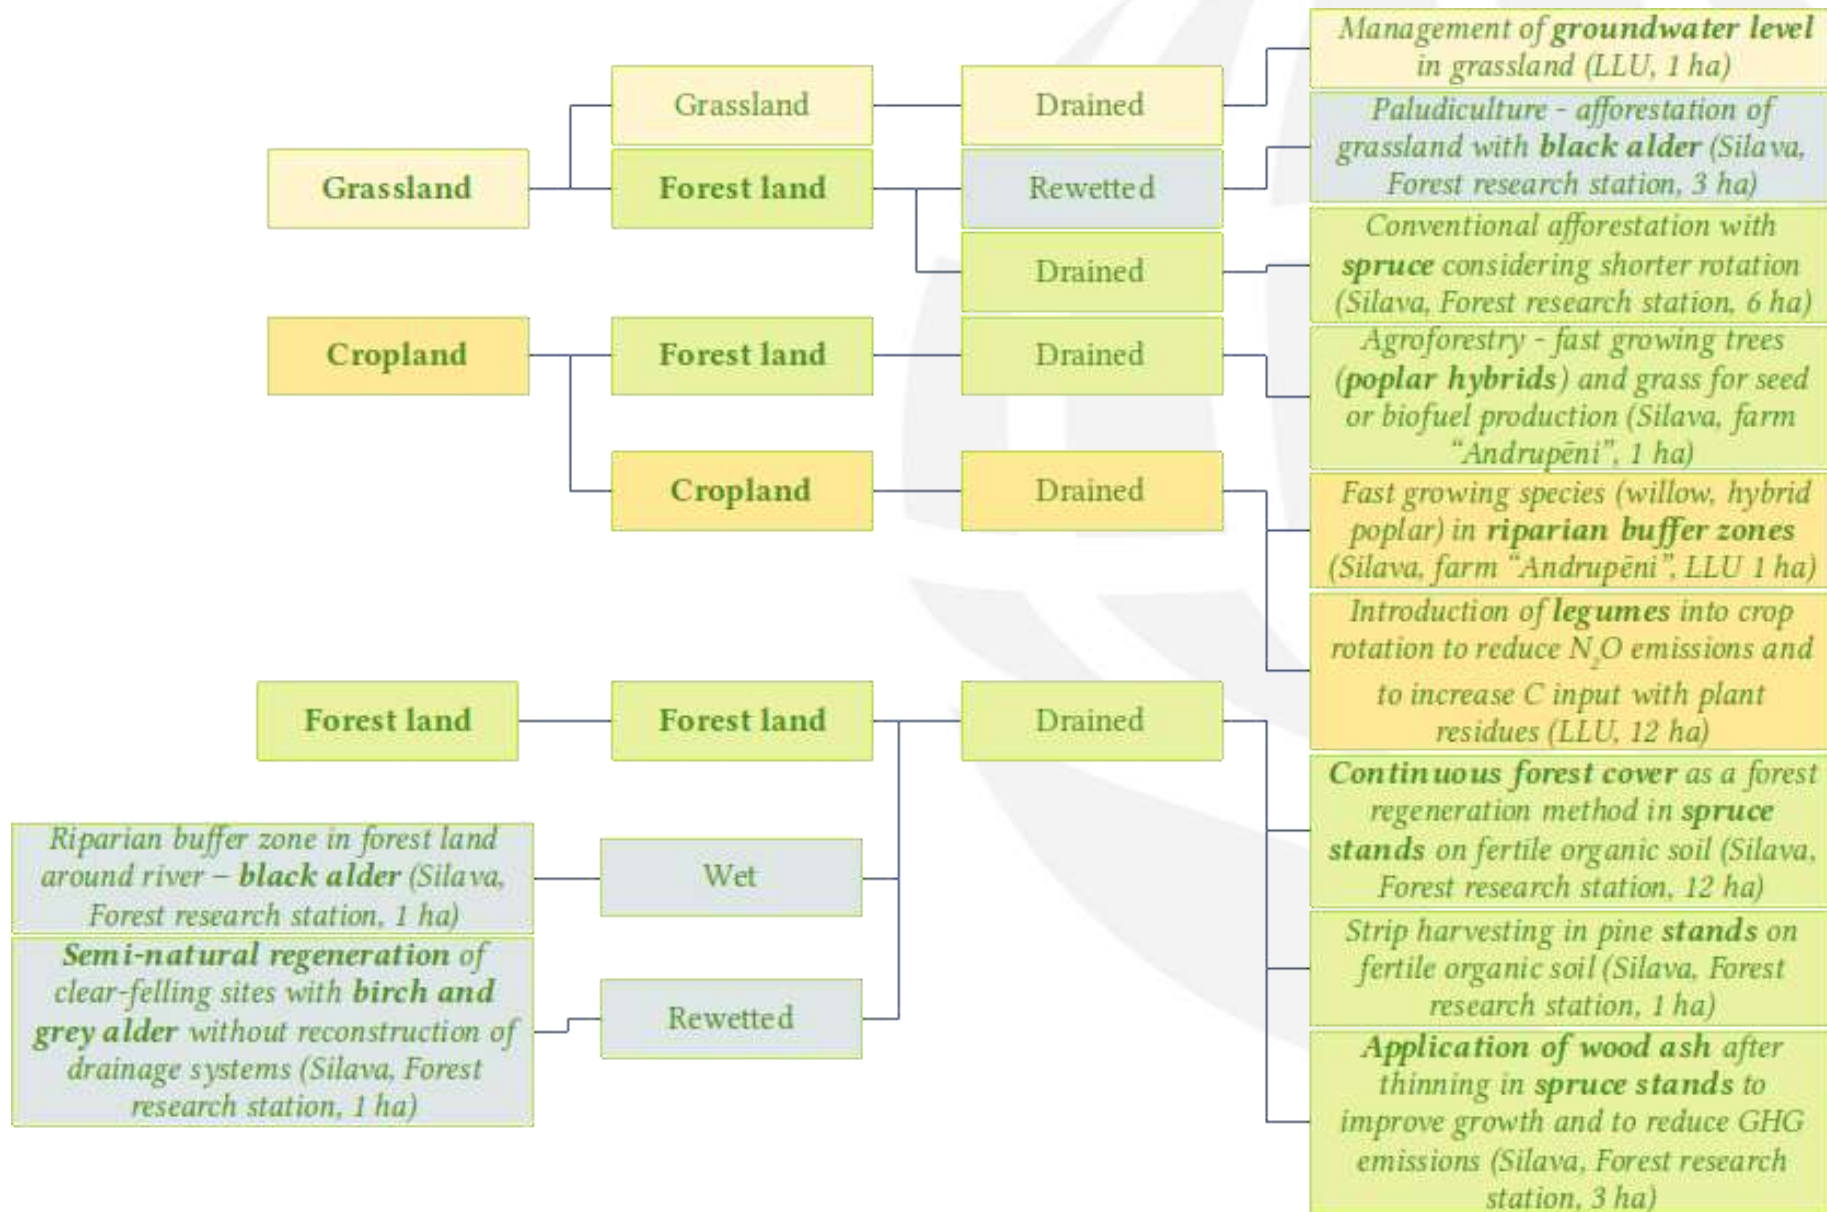 Grassland
Grassland
Drained
Management of groundwater level
in grassland (LLU, 1 ha)
Forest land
Rewetted
Paludiculture - afforestation of
grassland with black alder (Silava,
Forest research station, 3 ha)
Drained
Conventional afforestation with
spruce considering shorter rotation
(Silava, Forest research station, 6 ha)
Cropland
Forest land
Drained
Agroforestry - fast growing trees
(poplar hybrids) and grass for seed
or biofuel production (Silava, farm
“Andrupēni”, 1 ha)
Cropland
Drained
Fast growing species (willow, hybrid
poplar) in riparian buffer zones
(Silava, farm “Andrupēni”, LLU 1 ha)
Introduction of legumes into crop
rotation to reduce N₂O emissions and
to increase C input with plant
residues (LLU, 12 ha)
Forest land
Forest land
Drained
Continuous forest cover as a forest
regeneration method in spruce
stands on fertile organic soil (Silava,
Forest research station, 12 ha)
Strip harvesting in pine stands on
fertile organic soil (Silava, Forest
research station, 1 ha)
Application of wood ash after
thinning in spruce stands to
improve growth and to reduce GHG
emissions (Silava, Forest research
station, 3 ha)
Riparian buffer zone in forest land
around river – black alder (Silava,
Forest research station, 1 ha)
Wet
Semi-natural regeneration of
clear-felling sites with birch and
grey alder without reconstruction of
drainage systems (Silava, Forest
research station, 1 ha)
Rewetted